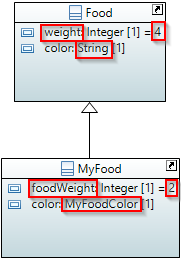 Food
weight: Integer [1] = 4
color: String [1]
MyFood
foodWeight: Integer [1] = 2
color: MyFoodColor [1]